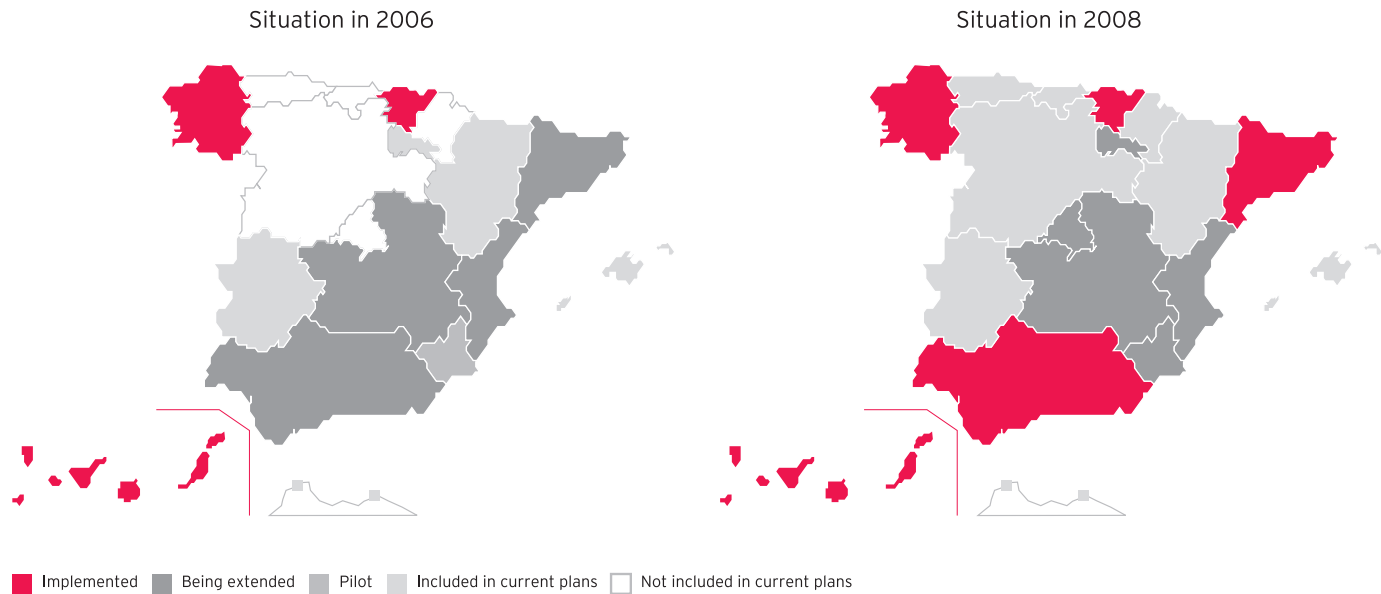 Situation in 2006
Situation in 2008
Implemented
Being extended
Pilot
Included in current plans
Not included in current plans